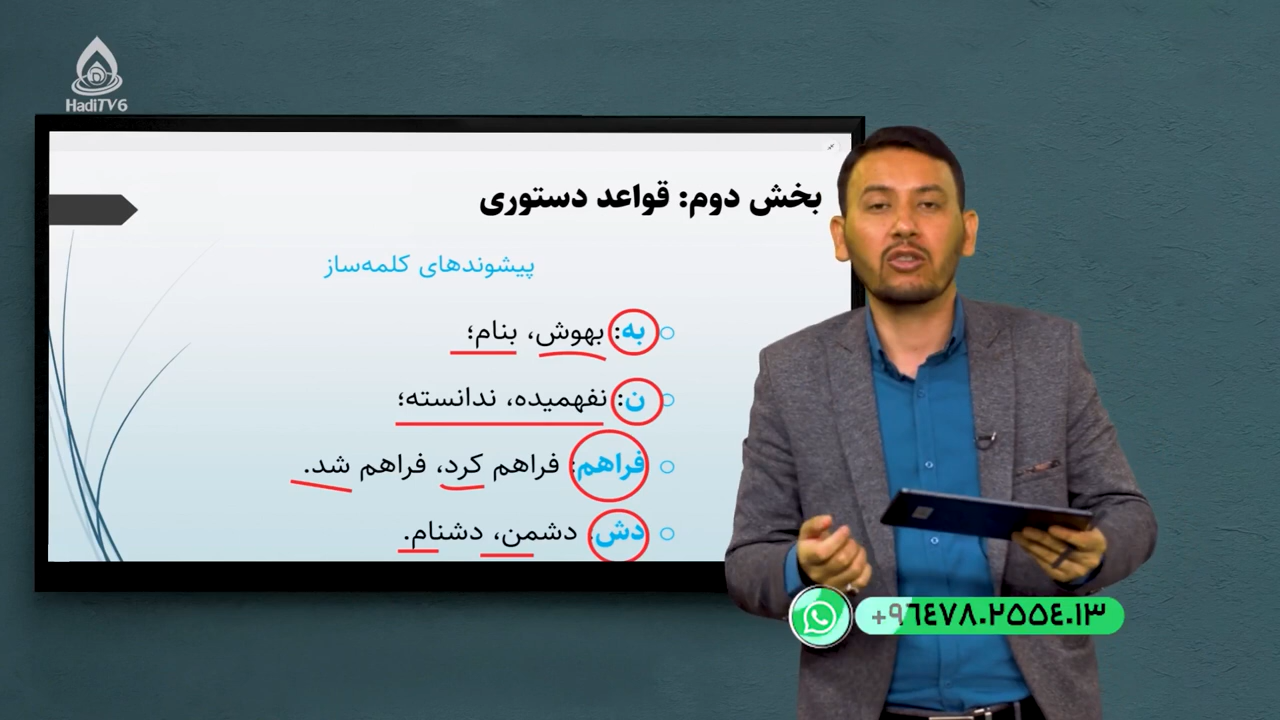 HadiTV6
بخش دوم: قواعد دستوری
پیشوندهای کلمه‌ساز
به: بهوش، بنام؛
ن: نفهمیده، ندانسته؛
فراهم: فراهم کرد، فراهم شد.
دش: دشمن، دشنام.
+۹٦٤٧٨۰۲٥٥٤۰۱۳